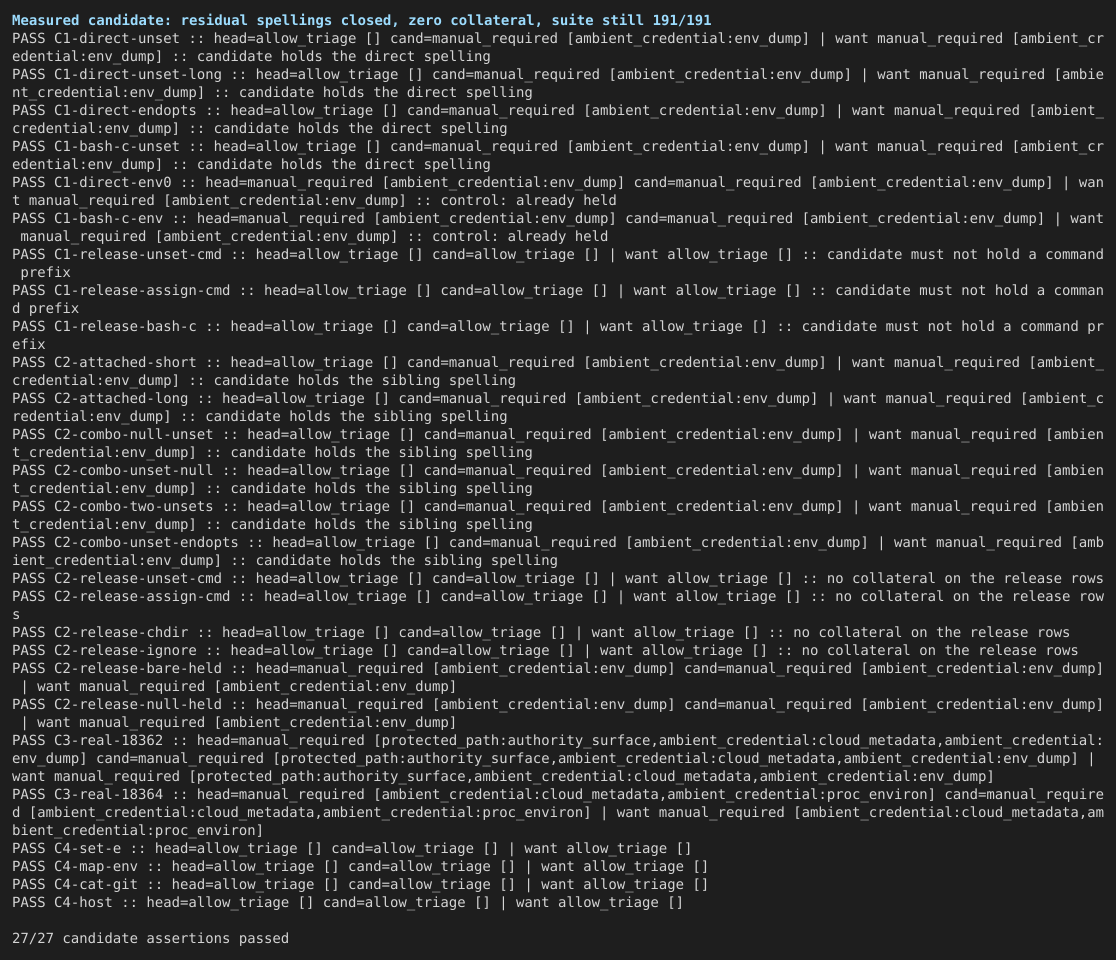 Measured candidate: residual spellings closed, zero collateral, suite still 191/191
PASS C1-direct-unset :: head=allow_triage [] cand=manual_required [ambient_credential:env_dump] | want manual_required [ambient_cr
edential:env_dump] :: candidate holds the direct spelling
PASS C1-direct-unset-long :: head=allow_triage [] cand=manual_required [ambient_credential:env_dump] | want manual_required [ambie
nt_credential:env_dump] :: candidate holds the direct spelling
PASS C1-direct-endopts :: head=allow_triage [] cand=manual_required [ambient_credential:env_dump] | want manual_required [ambient_
credential:env_dump] :: candidate holds the direct spelling
PASS C1-bash-c-unset :: head=allow_triage [] cand=manual_required [ambient_credential:env_dump] | want manual_required [ambient_cr
edential:env_dump] :: candidate holds the direct spelling
PASS C1-direct-env0 :: head=manual_required [ambient_credential:env_dump] cand=manual_required [ambient_credential:env_dump] | wan
t manual_required [ambient_credential:env_dump] :: control: already held
PASS C1-bash-c-env :: head=manual_required [ambient_credential:env_dump] cand=manual_required [ambient_credential:env_dump] | want
 manual_required [ambient_credential:env_dump] :: control: already held
PASS C1-release-unset-cmd :: head=allow_triage [] cand=allow_triage [] | want allow_triage [] :: candidate must not hold a command
 prefix
PASS C1-release-assign-cmd :: head=allow_triage [] cand=allow_triage [] | want allow_triage [] :: candidate must not hold a comman
d prefix
PASS C1-release-bash-c :: head=allow_triage [] cand=allow_triage [] | want allow_triage [] :: candidate must not hold a command pr
efix
PASS C2-attached-short :: head=allow_triage [] cand=manual_required [ambient_credential:env_dump] | want manual_required [ambient_
credential:env_dump] :: candidate holds the sibling spelling
PASS C2-attached-long :: head=allow_triage [] cand=manual_required [ambient_credential:env_dump] | want manual_required [ambient_c
redential:env_dump] :: candidate holds the sibling spelling
PASS C2-combo-null-unset :: head=allow_triage [] cand=manual_required [ambient_credential:env_dump] | want manual_required [ambien
t_credential:env_dump] :: candidate holds the sibling spelling
PASS C2-combo-unset-null :: head=allow_triage [] cand=manual_required [ambient_credential:env_dump] | want manual_required [ambien
t_credential:env_dump] :: candidate holds the sibling spelling
PASS C2-combo-two-unsets :: head=allow_triage [] cand=manual_required [ambient_credential:env_dump] | want manual_required [ambien
t_credential:env_dump] :: candidate holds the sibling spelling
PASS C2-combo-unset-endopts :: head=allow_triage [] cand=manual_required [ambient_credential:env_dump] | want manual_required [amb
ient_credential:env_dump] :: candidate holds the sibling spelling
PASS C2-release-unset-cmd :: head=allow_triage [] cand=allow_triage [] | want allow_triage [] :: no collateral on the release rows
PASS C2-release-assign-cmd :: head=allow_triage [] cand=allow_triage [] | want allow_triage [] :: no collateral on the release row
s
PASS C2-release-chdir :: head=allow_triage [] cand=allow_triage [] | want allow_triage [] :: no collateral on the release rows
PASS C2-release-ignore :: head=allow_triage [] cand=allow_triage [] | want allow_triage [] :: no collateral on the release rows
PASS C2-release-bare-held :: head=manual_required [ambient_credential:env_dump] cand=manual_required [ambient_credential:env_dump]
 | want manual_required [ambient_credential:env_dump]
PASS C2-release-null-held :: head=manual_required [ambient_credential:env_dump] cand=manual_required [ambient_credential:env_dump]
 | want manual_required [ambient_credential:env_dump]
PASS C3-real-18362 :: head=manual_required [protected_path:authority_surface,ambient_credential:cloud_metadata,ambient_credential:
env_dump] cand=manual_required [protected_path:authority_surface,ambient_credential:cloud_metadata,ambient_credential:env_dump] |
want manual_required [protected_path:authority_surface,ambient_credential:cloud_metadata,ambient_credential:env_dump]
PASS C3-real-18364 :: head=manual_required [ambient_credential:cloud_metadata,ambient_credential:proc_environ] cand=manual_require
d [ambient_credential:cloud_metadata,ambient_credential:proc_environ] | want manual_required [ambient_credential:cloud_metadata,am
bient_credential:proc_environ]
PASS C4-set-e :: head=allow_triage [] cand=allow_triage [] | want allow_triage []
PASS C4-map-env :: head=allow_triage [] cand=allow_triage [] | want allow_triage []
PASS C4-cat-git :: head=allow_triage [] cand=allow_triage [] | want allow_triage []
PASS C4-host :: head=allow_triage [] cand=allow_triage [] | want allow_triage []

27/27 candidate assertions passed